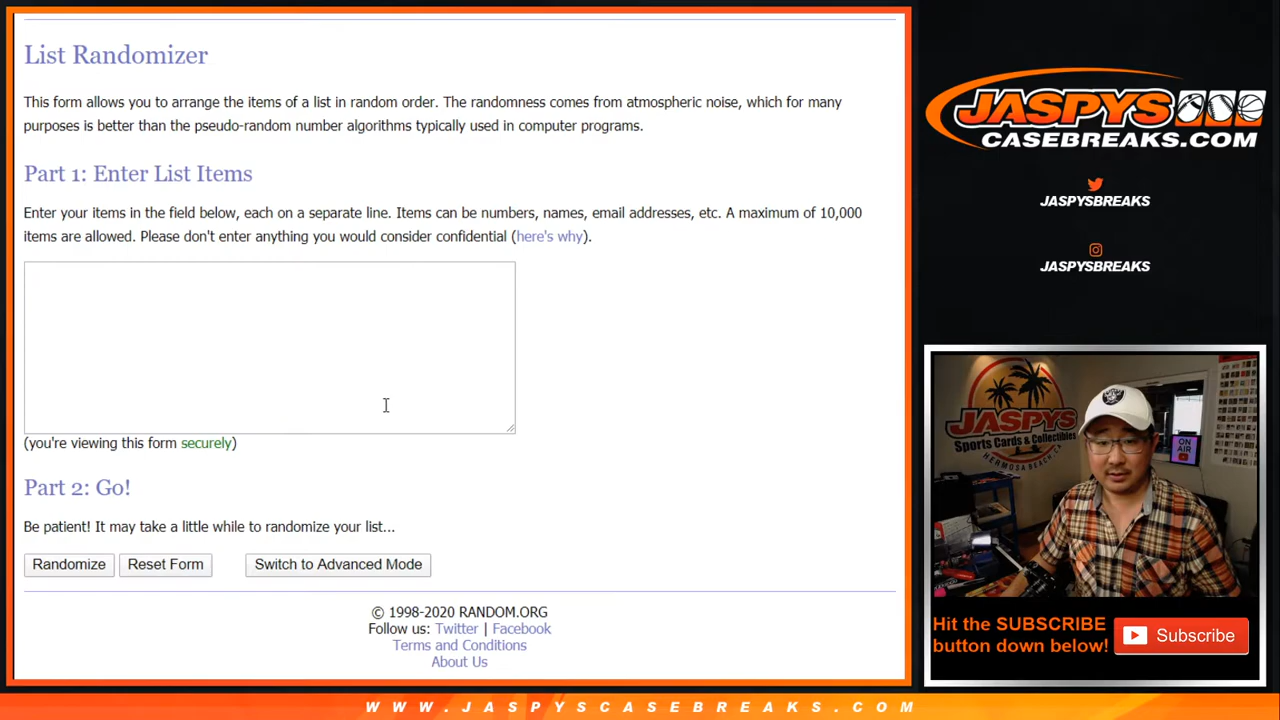 List Randomizer
This form allows you to arrange the items of a list in random order. The randomness comes from atmospheric noise, which for many
purposes is better than the pseudo-random number algorithms typically used in computer programs.
Part 1: Enter List Items
Enter your items in the field below, each on a separate line. Items can be numbers, names, email addresses, etc. A maximum of 10,000
items are allowed. Please don't enter anything you would consider confidential (here's why).
(you're viewing this form securely)
Part 2: Go!
Be patient! It may take a little while to randomize your list...
Randomize Reset Form Switch to Advanced Mode
© 1998-2020 RANDOM.ORG
Follow us: Twitter | Facebook
Terms and Conditions
About Us
JASPYS
CASEBREAKS.COM
JASPYSBREAKS
JASPYSBREAKS
JASPYS
Sports Cards & Collectibles
HERMOSA BEACH, CA
ON AIR
Hit the SUBSCRIBE
button down below!
Subscribe
WWW.JASPYSCASEBREAKS.COM